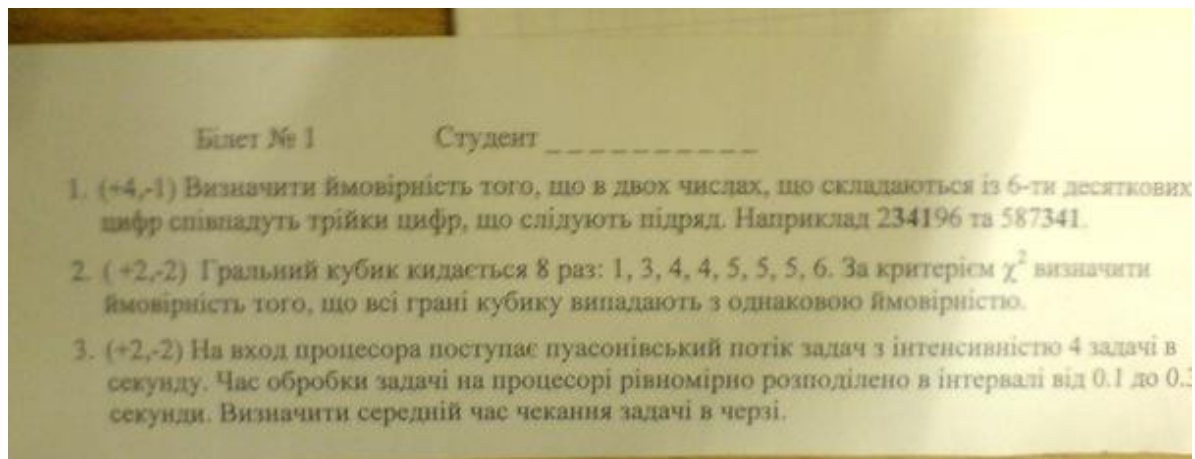 Білет № 1 Студент __________
1. (+4,-1) Визначити ймовірність того, що в двох числах, що складаються із 6-ти десяткових
цифр співпадуть трійки цифр, що слідують підряд. Наприклад 234196 та 587341.
2. ( +2,-2) Гральний кубик кидається 8 раз: 1, 3, 4, 4, 5, 5, 5, 6. За критерієм χ² визначити
ймовірність того, що всі грані кубику випадають з однаковою ймовірністю.
3. (+2,-2) На вход процесора поступає пуасонівський потік задач з інтенсивністю 4 задачі в
секунду. Час обробки задачі на процесорі рівномірно розподілено в інтервалі від 0.1 до 0.3
секунди. Визначити середній час чекання задачі в черзі.